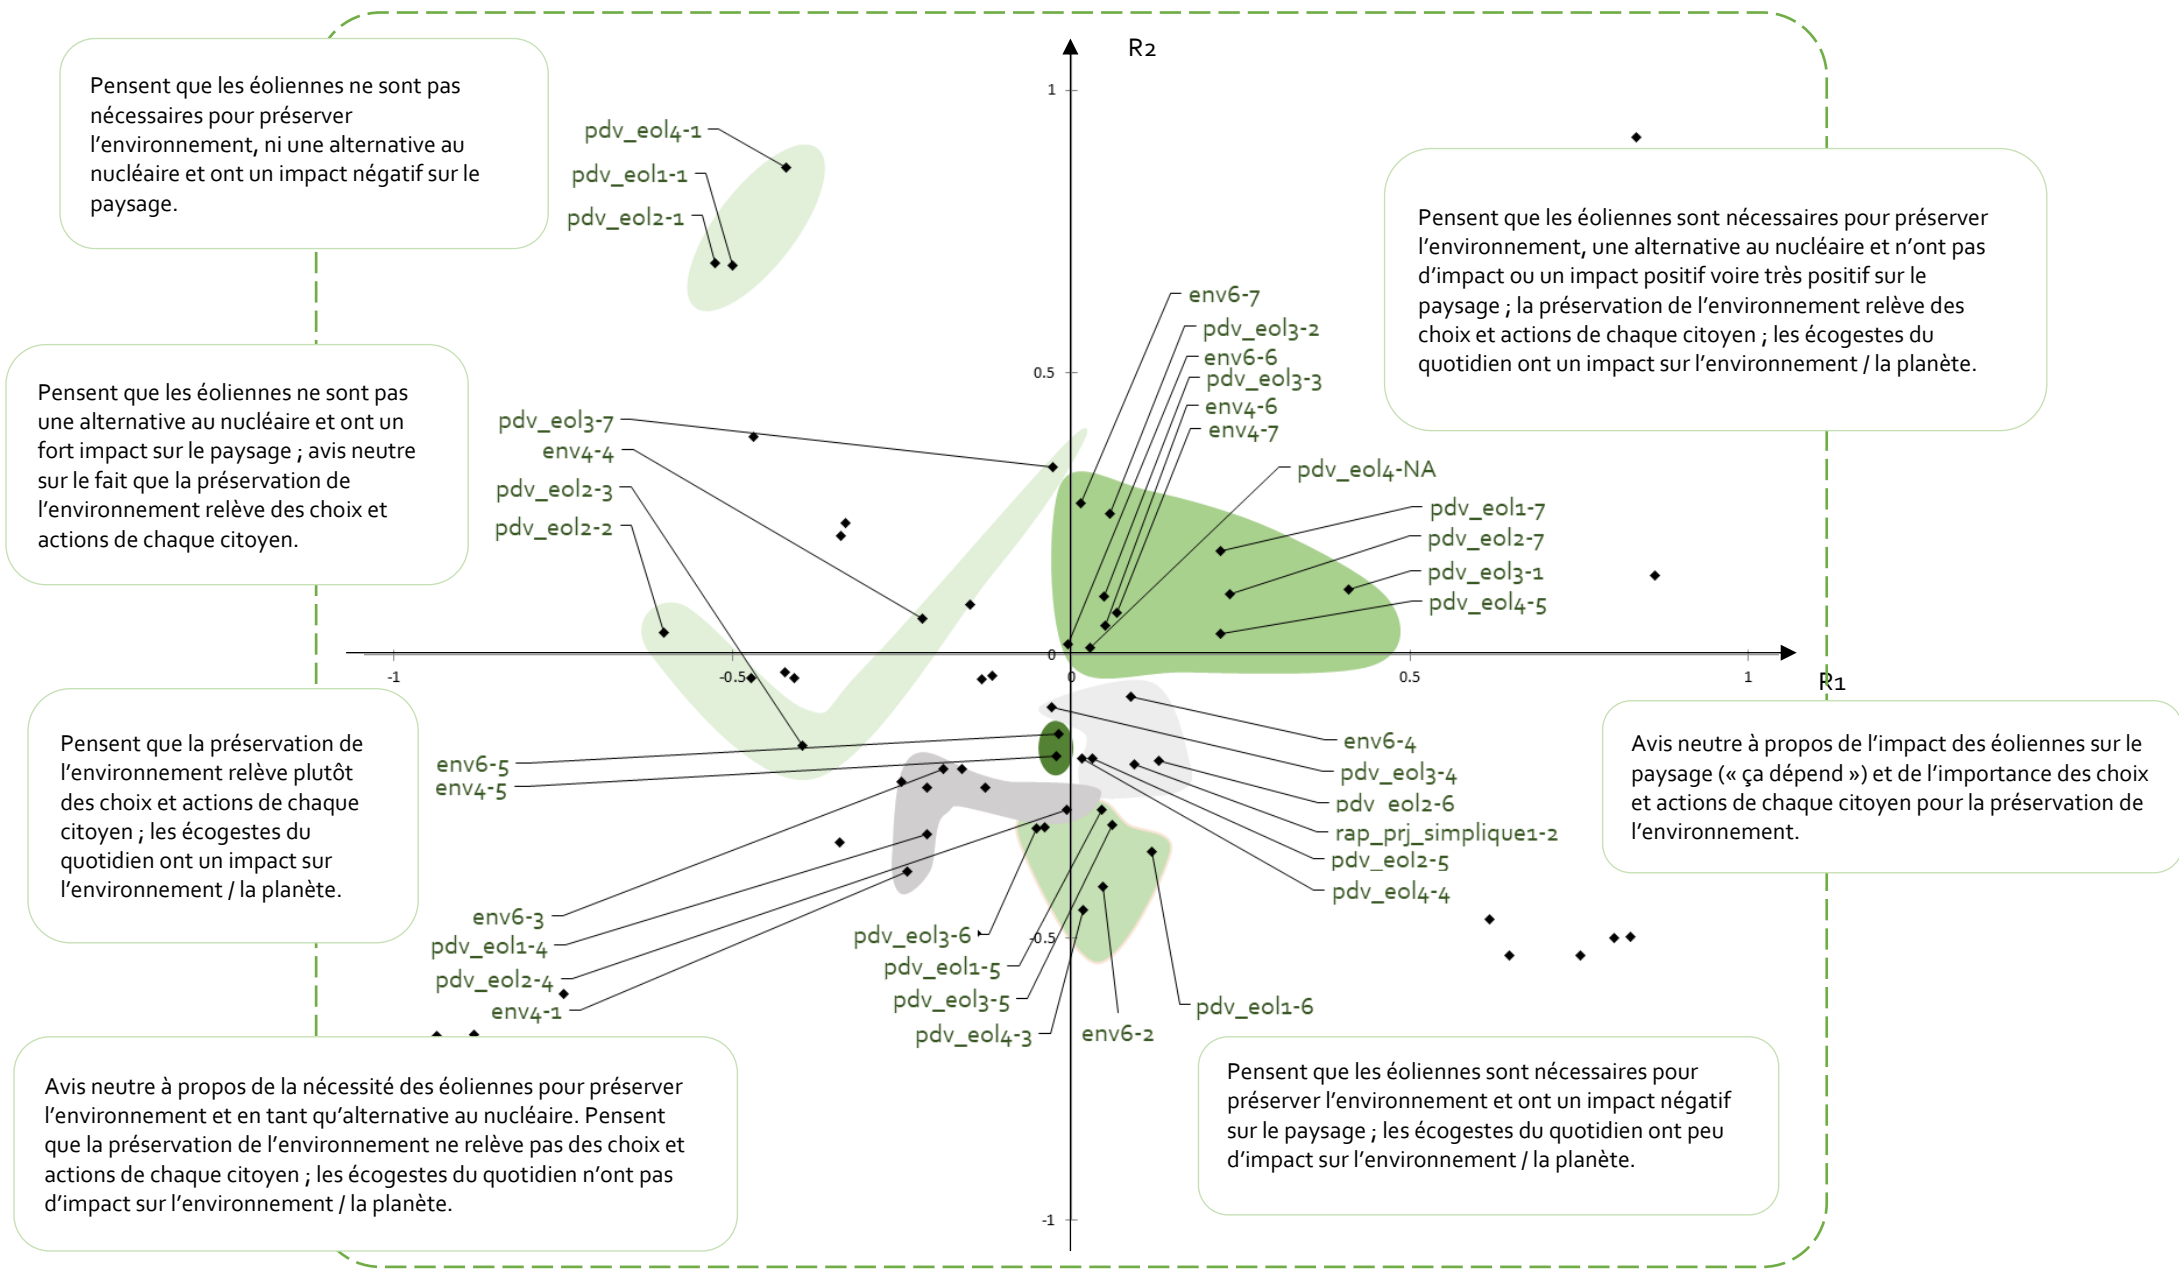 R2
1
Pensent que les éoliennes ne sont pas
nécessaires pour préserver
l'environnement, ni une alternative au
nucléaire et ont un impact négatif sur le
paysage.
pdv_eol4-1
pdv_eol1-1
pdv_eol2-1
Pensent que les éoliennes sont nécessaires pour préserver
l'environnement, une alternative au nucléaire et n'ont pas
d'impact ou un impact positif voire très positif sur le
paysage ; la préservation de l'environnement relève des
choix et actions de chaque citoyen ; les écogestes du
quotidien ont un impact sur l'environnement / la planète.
env6-7
pdv_eol3-2
env6-6
pdv_eol3-3
env4-6
env4-7
pdv_eol4-NA
pdv_eol1-7
pdv_eol2-7
pdv_eol3-1
pdv_eol4-5
0.5
Pensent que les éoliennes ne sont pas
une alternative au nucléaire et ont un
fort impact sur le paysage ; avis neutre
sur le fait que la préservation de
l'environnement relève des choix et
actions de chaque citoyen.
pdv_eol3-7
env4-4
pdv_eol2-3
pdv_eol2-2
0
-1
-0.5
0
0.5
1
R1
Pensent que la préservation de
l'environnement relève plutôt
des choix et actions de chaque
citoyen ; les écogestes du
quotidien ont un impact sur
l'environnement / la planète.
env6-5
env4-5
env6-4
pdv_eol3-4
pdv_eol2-6
rap_prj_simplique1-2
pdv_eol2-5
pdv_eol4-4
Avis neutre à propos de l'impact des éoliennes sur le
paysage (« ça dépend ») et de l'importance des choix
et actions de chaque citoyen pour la préservation de
l'environnement.
env6-3
pdv_eol1-4
pdv_eol2-4
env4-1
-0.5
pdv_eol3-6
pdv_eol1-5
pdv_eol3-5
pdv_eol4-3
env6-2
pdv_eol1-6
Avis neutre à propos de la nécessité des éoliennes pour préserver
l'environnement et en tant qu'alternative au nucléaire. Pensent
que la préservation de l'environnement ne relève pas des choix et
actions de chaque citoyen ; les écogestes du quotidien n'ont pas
d'impact sur l'environnement / la planète.
Pensent que les éoliennes sont nécessaires pour
préserver l'environnement et ont un impact négatif
sur le paysage ; les écogestes du quotidien ont peu
d'impact sur l'environnement / la planète.
-1